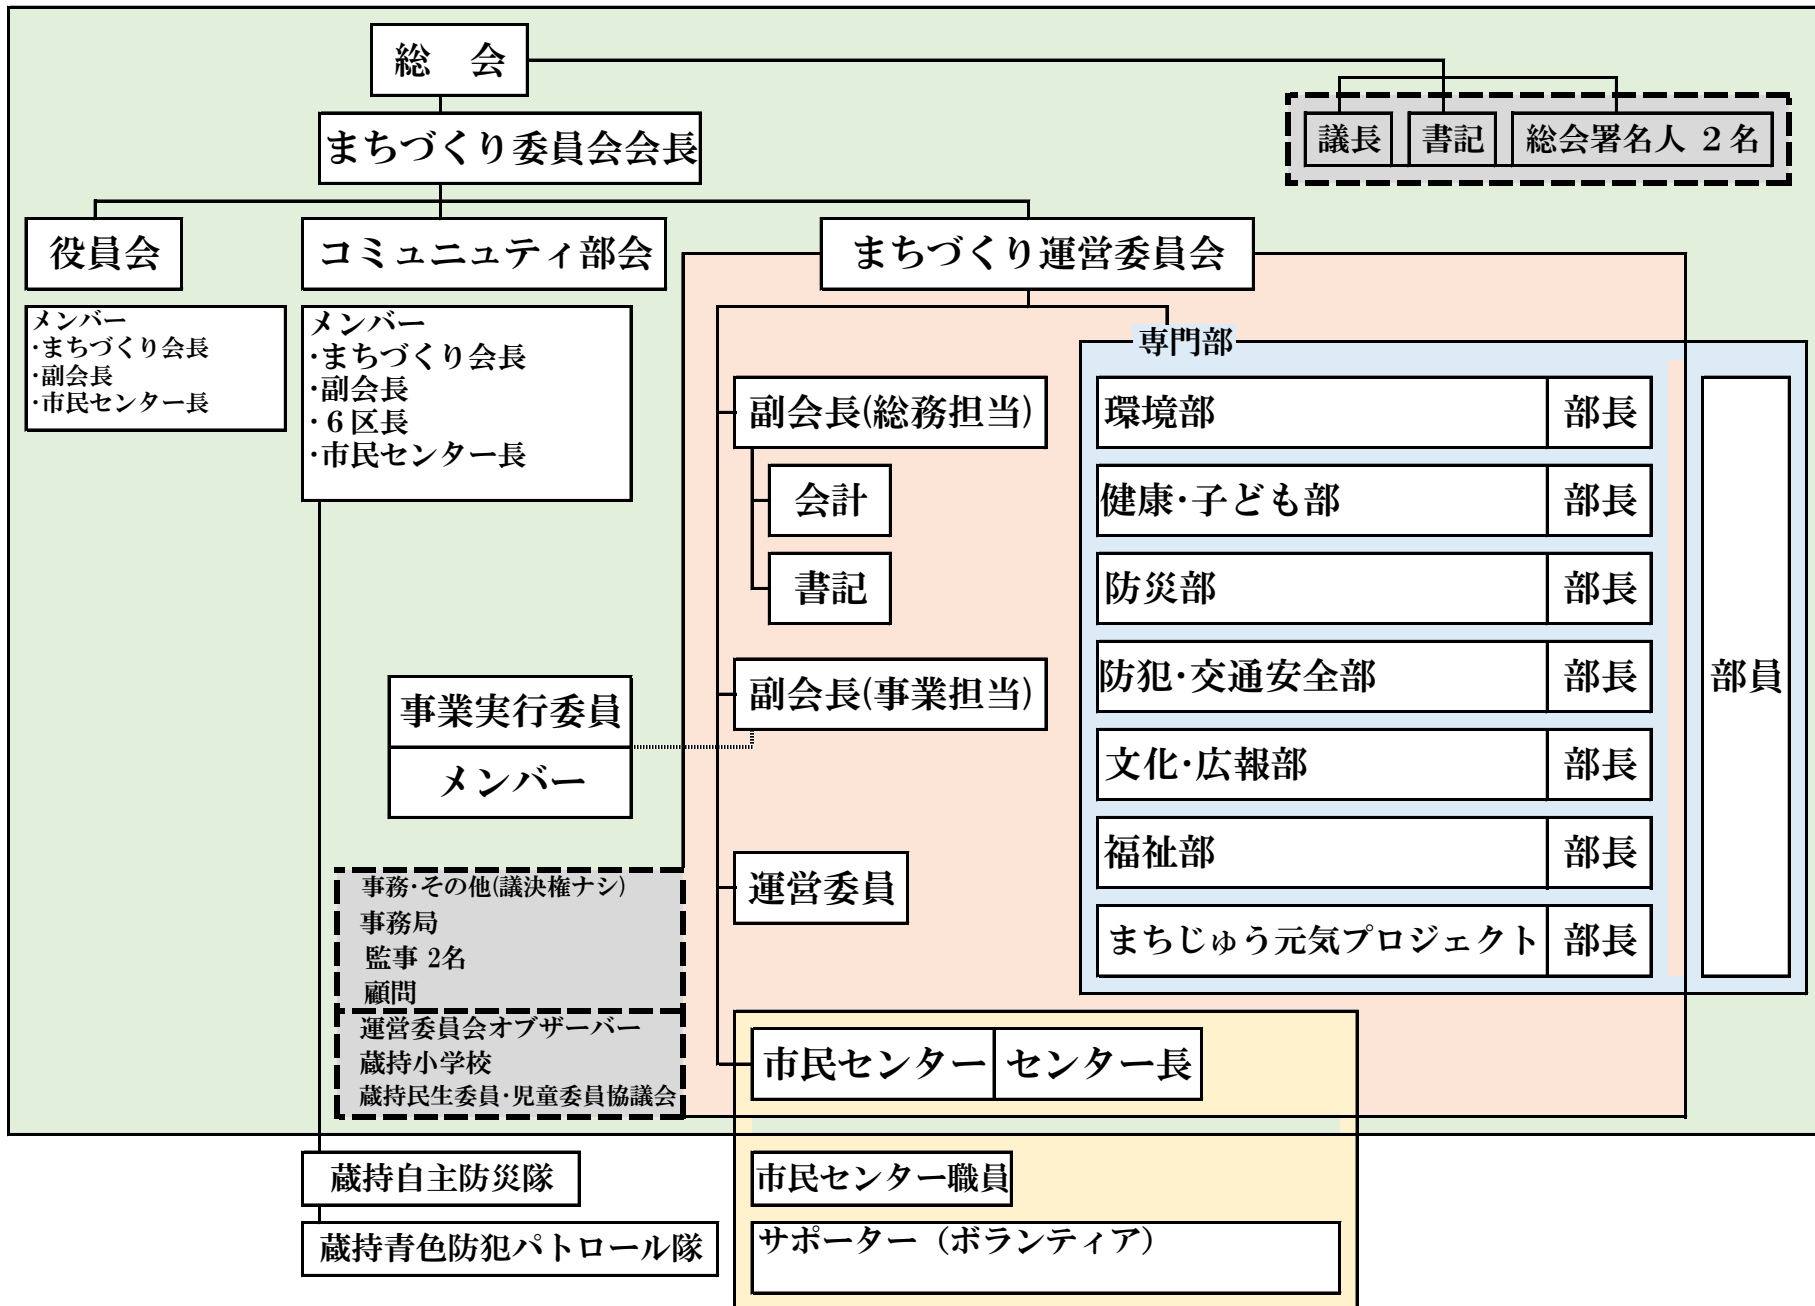 総　会
議長
書記
総会署名人 ２名
まちづくり委員会会長
役員会
メンバー
・まちづくり会長
・副会長
・市民センター長
コミュニュティ部会
メンバー
・まちづくり会長
・副会長
・６区長
・市民センター長
まちづくり運営委員会
副会長(総務担当)
会計
書記
副会長(事業担当)
事業実行委員
メンバー
運営委員
専門部
環境部 部長
健康・子ども部 部長
防災部 部長
防犯・交通安全部 部長
文化・広報部 部長
福祉部 部長
まちじゅう元気プロジェクト 部長
部員
事務・その他(議決権ナシ)
事務局
監事 2名
顧問
運営委員会オブザーバー
蔵持小学校
蔵持民生委員・児童委員協議会
市民センター センター長
市民センター職員
サポーター（ボランティア）
蔵持自主防災隊
蔵持青色防犯パトロール隊